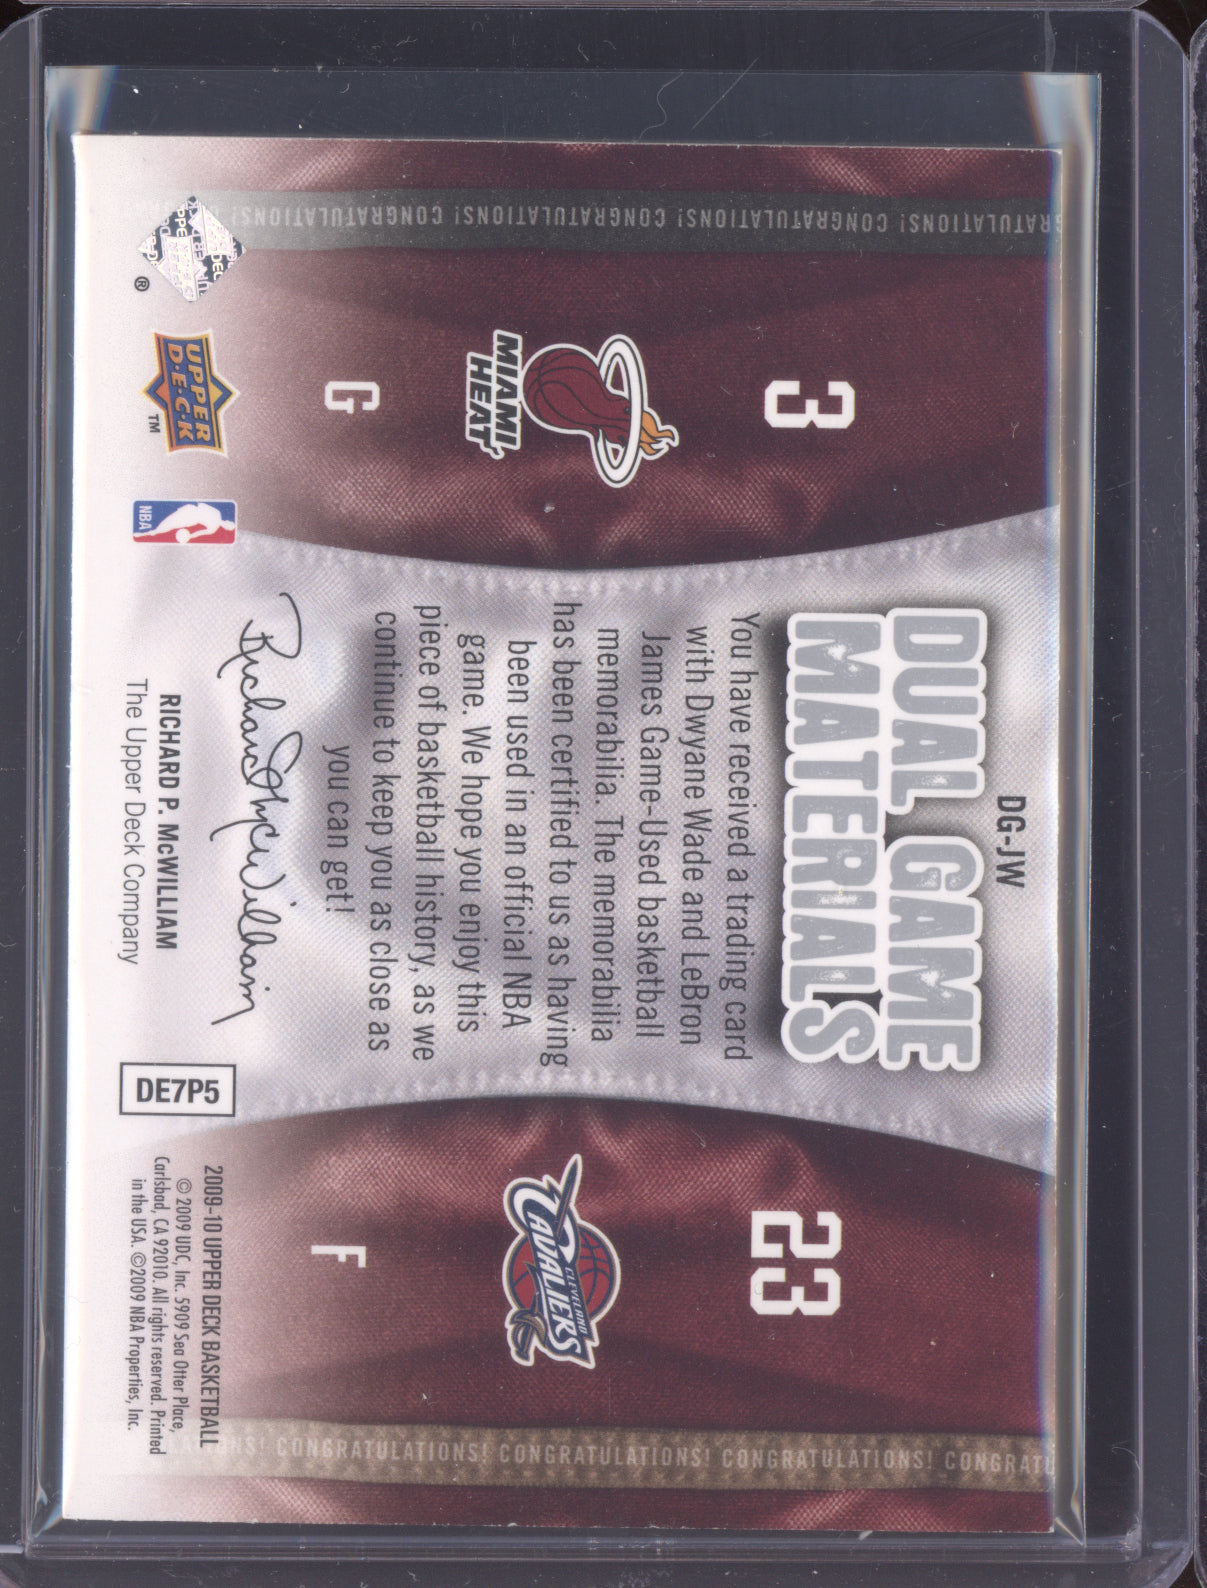 CONGRATULATIONS! CONGRATULATIONS! CONGRATULATIONS! 
3
MIAMI
HEAT
G
DG-JW
DUAL GAME
MATERIALS
You have received a trading card
with Dwyane Wade and LeBron
James Game-Used basketball
memorabilia. The memorabilia
has been certified to us as having
been used in an official NBA
game. We hope you enjoy this
piece of basketball history, as we
continue to keep you as close as
you can get!
Richard P. McWilliam
RICHARD P. McWILLIAM
The Upper Deck Company
23
CLEVELAND
CAVALIERS
F
CONGRATULATIONS! CONGRATULATIONS! CONGRATULATIONS!
®
UPPER
D•E•C•K
TM
NBA
DE7P5
2009-10 UPPER DECK BASKETBALL
© 2009 UDC, Inc. 5909 Sea Otter Place,
Carlsbad, CA 92010. All rights reserved. Printed
in the USA. ©2009 NBA Properties, Inc.